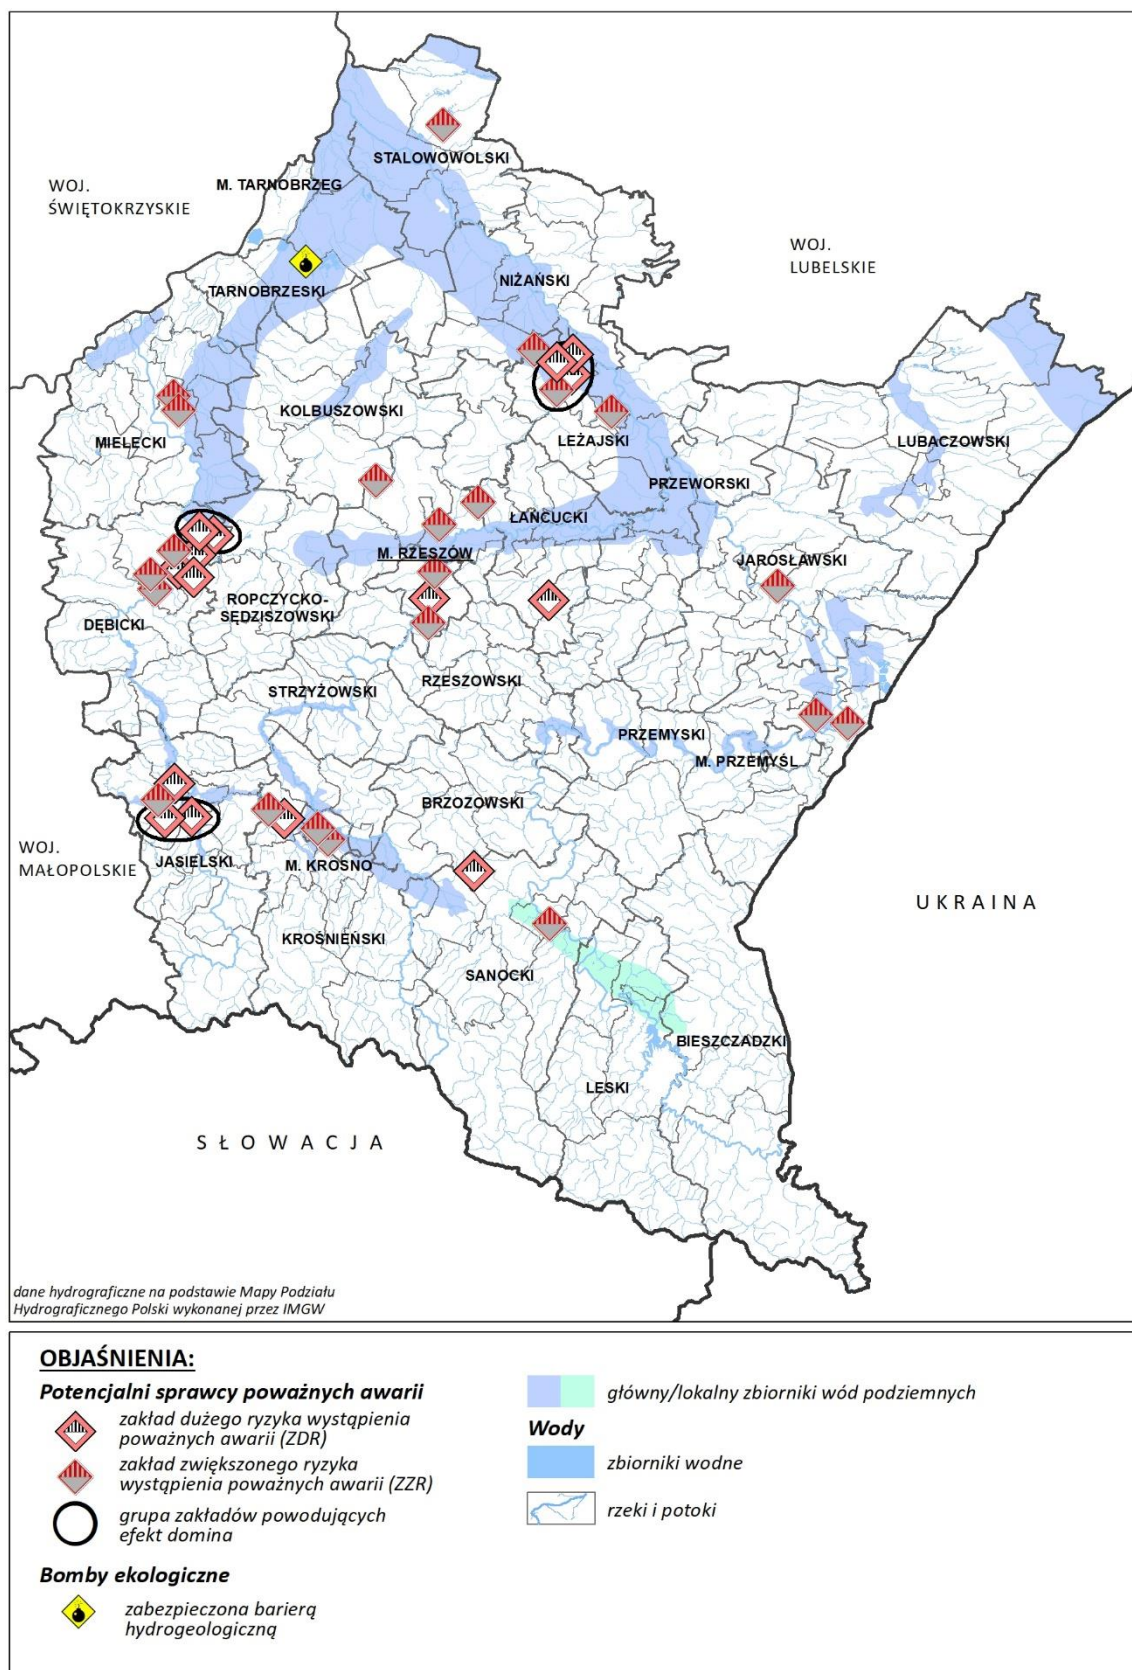 STALOWOWOLSKI
M. TARNOBRZEG
WOJ.
ŚWIĘTOKRZYSKIE
WOJ.
LUBELSKIE
NIŻAŃSKI
TARNOBRZESKI
KOLBUSZOWSKI
MIELECKI
LEŻAJSKI
LUBACZOWSKI
PRZEWORSKI
ŁAŃCUCKI
M. RZESZÓW
JAROSŁAWSKI
ROPCZYCKO-
SĘDZISZOWSKI
DĘBICKI
RZESZOWSKI
STRZYŻOWSKI
PRZEMYSKI
M. PRZEMYŚL
BRZOZOWSKI
WOJ.
MAŁOPOLSKIE
JASIELSKI
M. KROSNO
UKRAINA
KROŚNIEŃSKI
SANOCKI
BIESZCZADZKI
LESKI
SŁOWACJA
dane hydrograficzne na podstawie Mapy Podziału
Hydrograficznego Polski wykonanej przez IMGW
OBJAŚNIENIA:
Potencjalni sprawcy poważnych awarii
zakład dużego ryzyka wystąpienia
poważnych awarii (ZDR)
zakład zwiększonego ryzyka
wystąpienia poważnych awarii (ZZR)
grupa zakładów powodujących
efekt domina
Bomby ekologiczne
zabezpieczona barierą
hydrogeologiczną
główny/lokalny zbiorniki wód podziemnych
Wody
zbiorniki wodne
rzeki i potoki